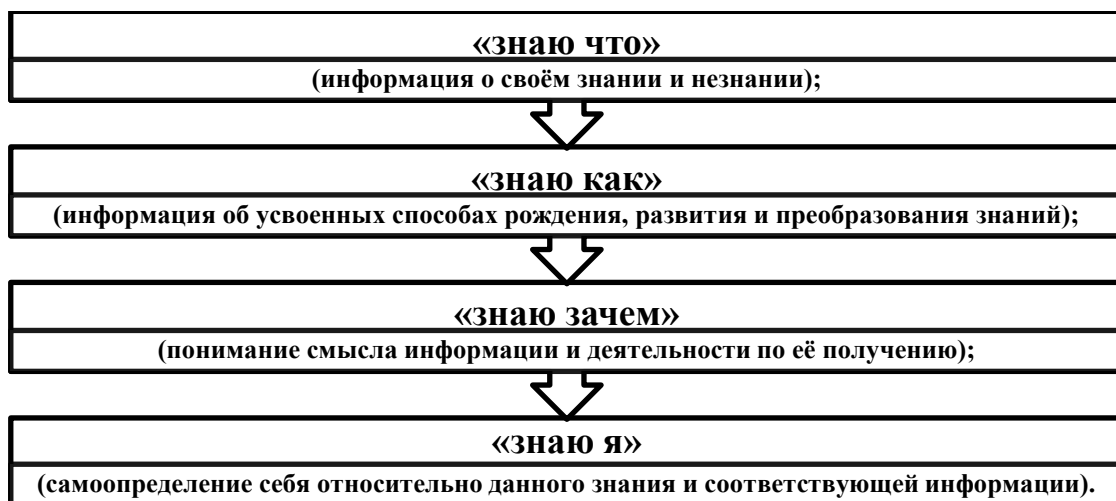 «знаю что»
(информация о своём знании и незнании);
«знаю как»
(информация об усвоенных способах рождения, развития и преобразования знаний);
«знаю зачем»
(понимание смысла информации и деятельности по её получению);
«знаю я»
(самоопределение себя относительно данного знания и соответствующей информации).